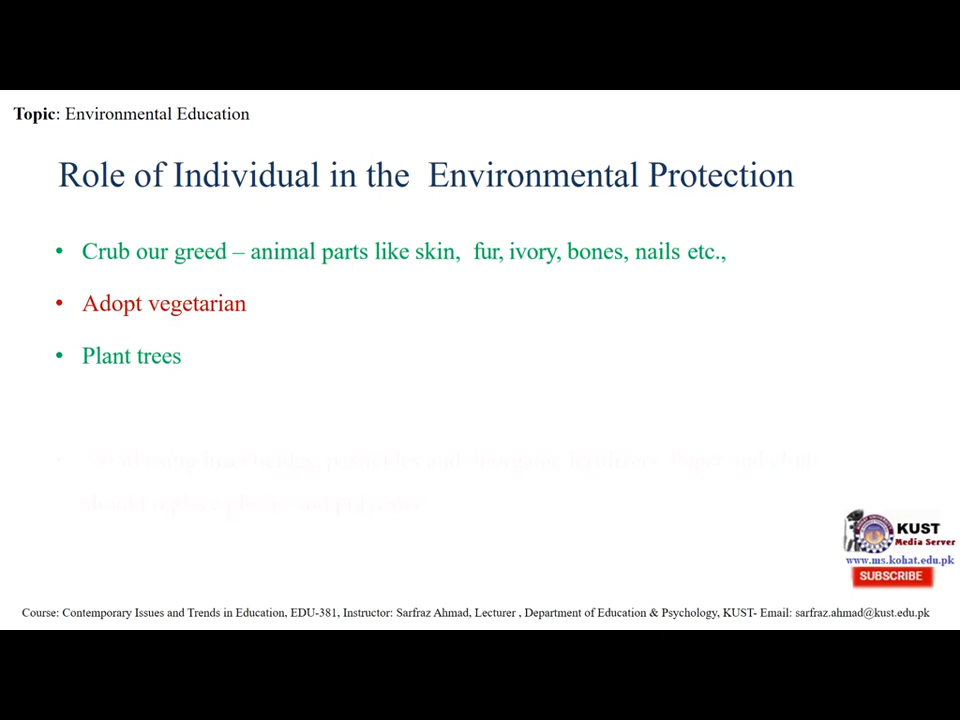 Topic: Environmental Education
Role of Individual in the Environmental Protection
• Crub our greed – animal parts like skin, fur, ivory, bones, nails etc.,
• Adopt vegetarian
• Plant trees
KUST
Media Server
www.ms.kohat.edu.pk
SUBSCRIBE
Course: Contemporary Issues and Trends in Education, EDU-381, Instructor: Sarfraz Ahmad, Lecturer , Department of Education & Psychology, KUST- Email: sarfraz.ahmad@kust.edu.pk